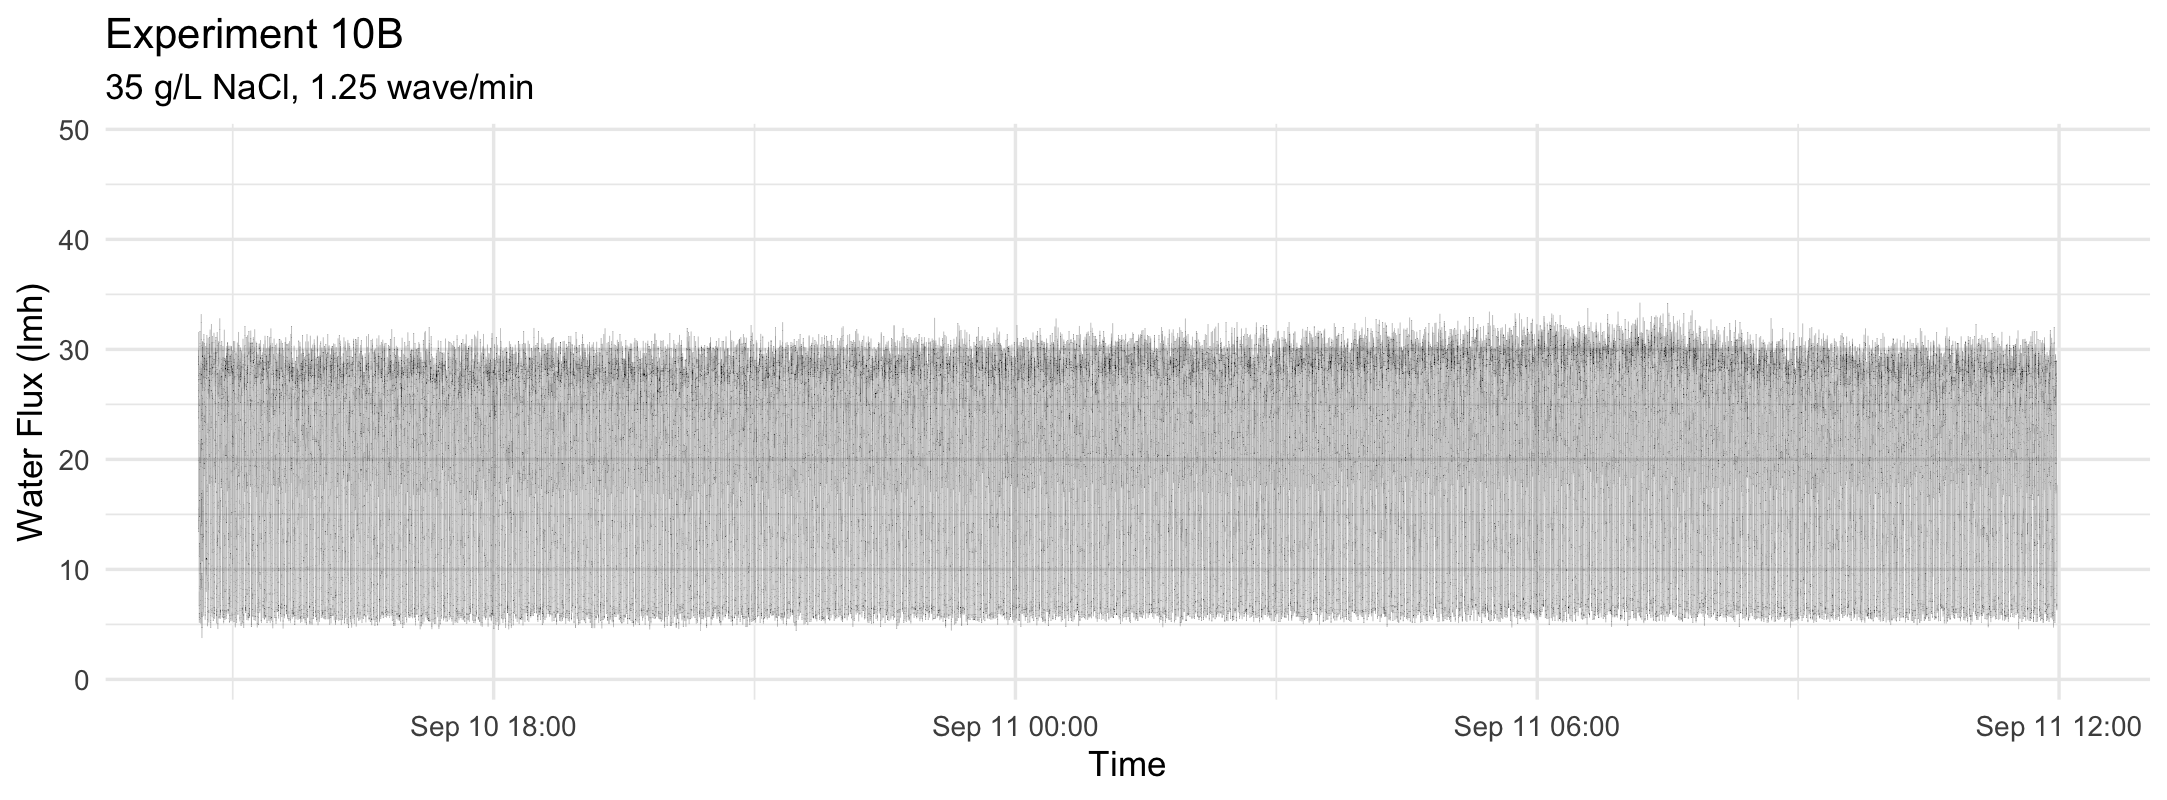 Experiment 10B
35 g/L NaCl, 1.25 wave/min
50
40
30
20
10
0
Water Flux (lmh)
Sep 10 18:00
Sep 11 00:00
Sep 11 06:00
Sep 11 12:00
Time